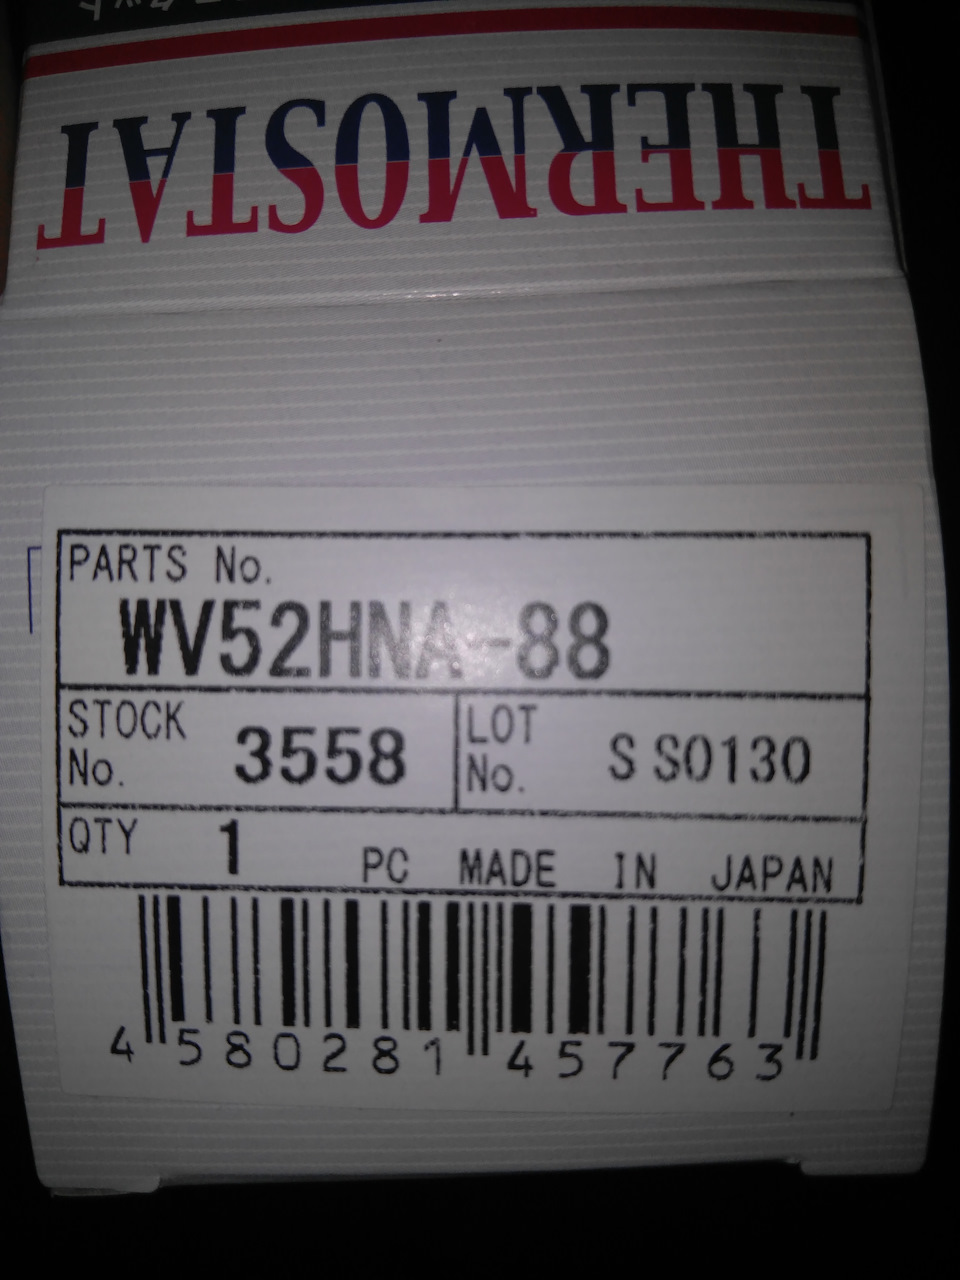 THERMOSTAT
PARTS No.
WV52HNA-88
STOCK No. 3558
LOT No. S S0130
QTY 1 PC MADE IN JAPAN
4 580281 457763